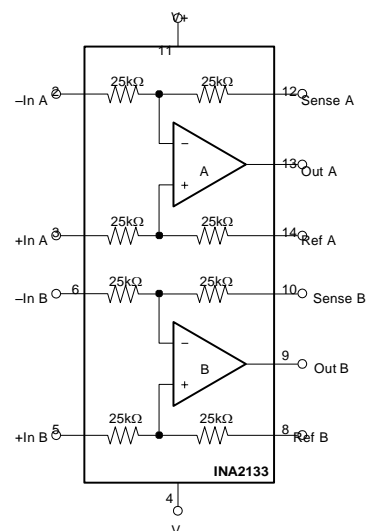 V+
11
25kΩ 25kΩ
–In A 2 12 Sense A
–
A 13 Out A
+
25kΩ 25kΩ
+In A 3 14 Ref A
25kΩ 25kΩ
–In B 6 10 Sense B
–
B 9 Out B
+
25kΩ 25kΩ
+In B 5 8 Ref B
INA2133
4
V